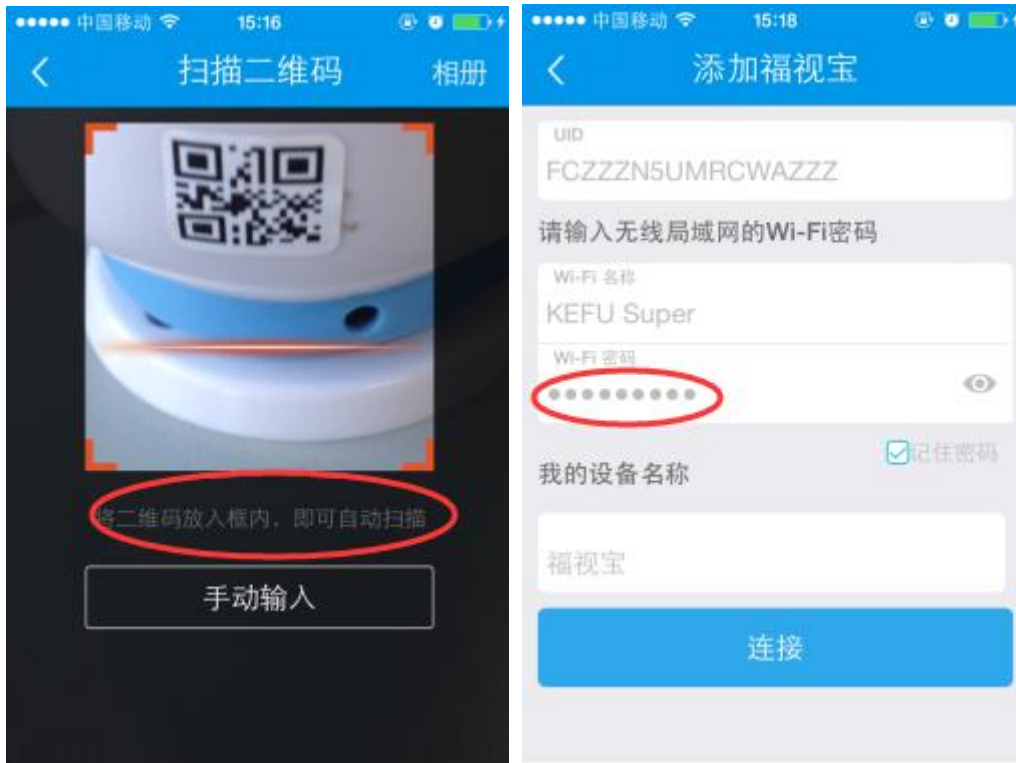 中国移动 15:16
扫描二维码 相册
将二维码放入框内，即可自动扫描
手动输入
中国移动 15:18
添加福视宝
UID
FCZZZN5UMRCWAZZZ
请输入无线局域网的Wi-Fi密码
Wi-Fi 名称
KEFU Super
Wi-Fi 密码
●●●●●●●●●
记住密码
我的设备名称
福视宝
连接